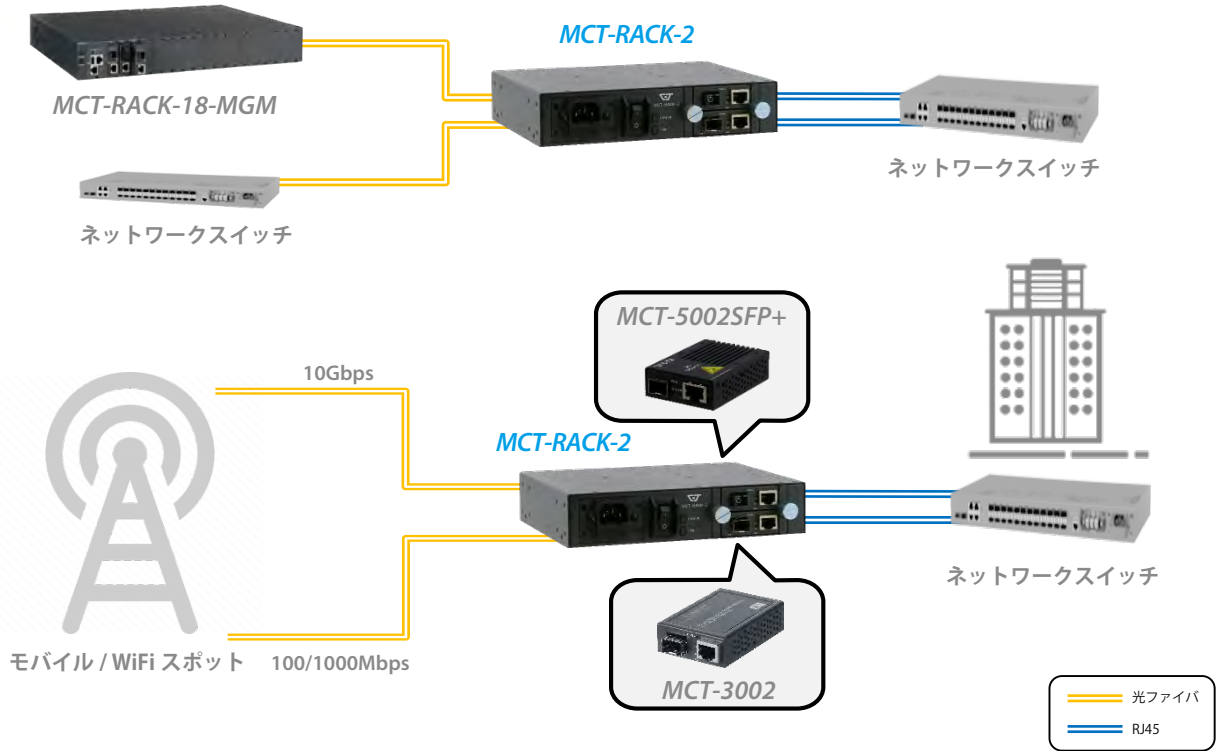 MCT-RACK-2
MCT-RACK-18-MGM
ネットワークスイッチ
ネットワークスイッチ
MCT-5002SFP+
10Gbps
MCT-RACK-2
ネットワークスイッチ
モバイル / WiFi スポット
100/1000Mbps
MCT-3002
光ファイバ
RJ45